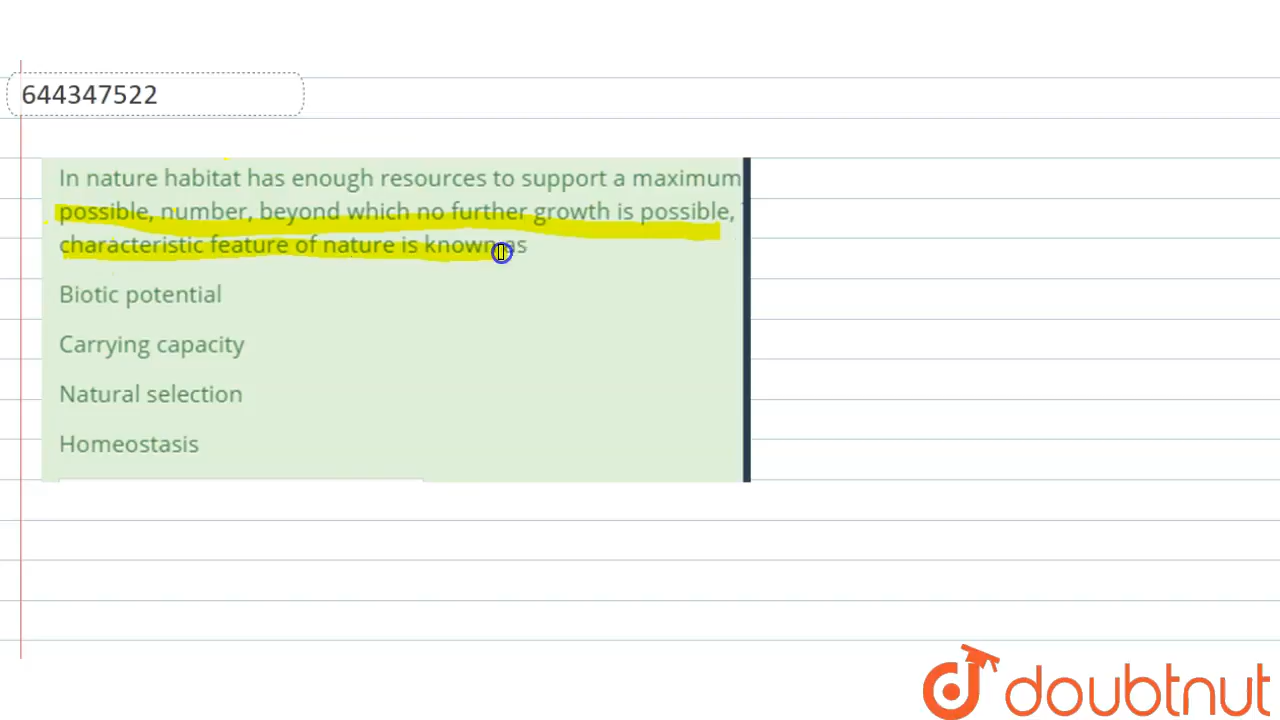 644347522
In nature habitat has enough resources to support a maximum
possible, number, beyond which no further growth is possible,
characteristic feature of nature is known as
Biotic potential
Carrying capacity
Natural selection
Homeostasis
doubtnut